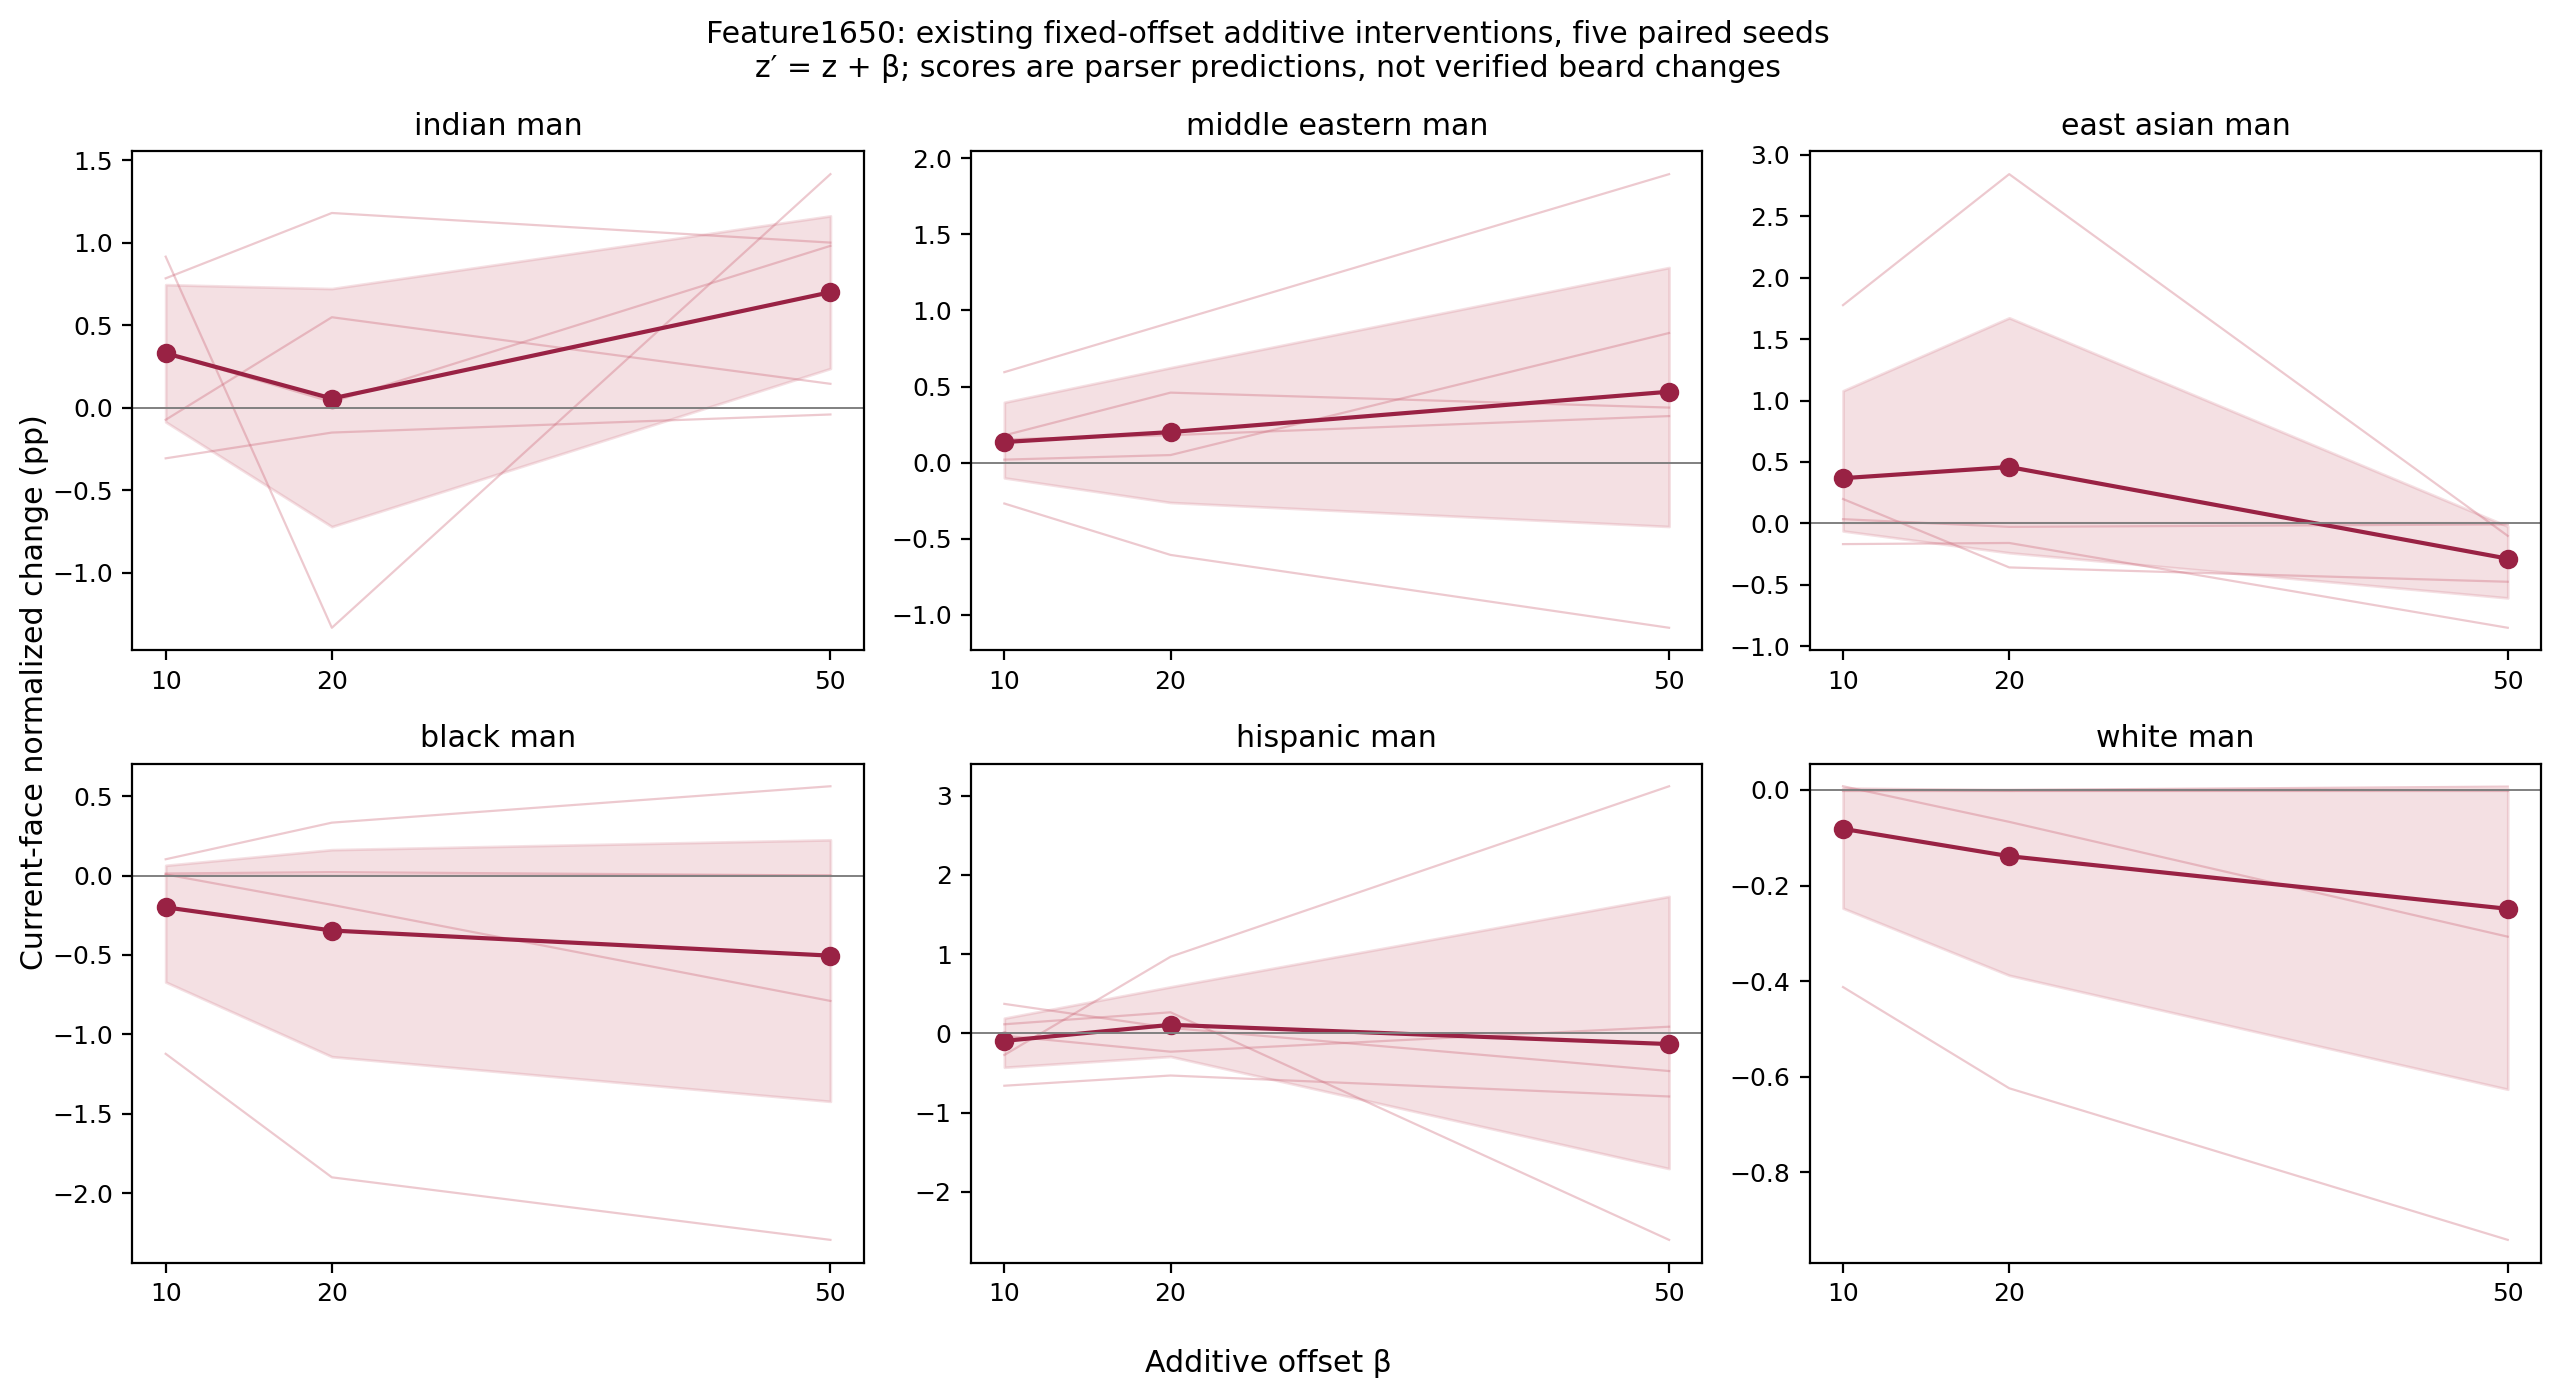 Feature1650: existing fixed-offset additive interventions, five paired seeds
z′ = z + β; scores are parser predictions, not verified beard changes
Current-face normalized change (pp)
indian man
1.5
1.0
0.5
0.0
−0.5
−1.0
10 20 50
middle eastern man
2.0
1.5
1.0
0.5
0.0
−0.5
−1.0
10 20 50
east asian man
3.0
2.5
2.0
1.5
1.0
0.5
0.0
−0.5
−1.0
10 20 50
black man
0.5
0.0
−0.5
−1.0
−1.5
−2.0
10 20 50
hispanic man
3
2
1
0
−1
−2
10 20 50
white man
0.0
−0.2
−0.4
−0.6
−0.8
10 20 50
Additive offset β